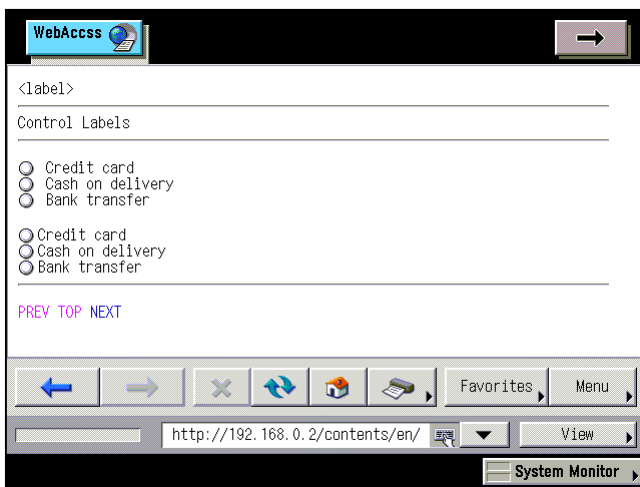 WebAccss
<label>
Control Labels
Credit card
Cash on delivery
Bank transfer
Credit card
Cash on delivery
Bank transfer
PREV TOP NEXT
Favorites Menu
http://192.168.0.2/contents/en/ View
System Monitor